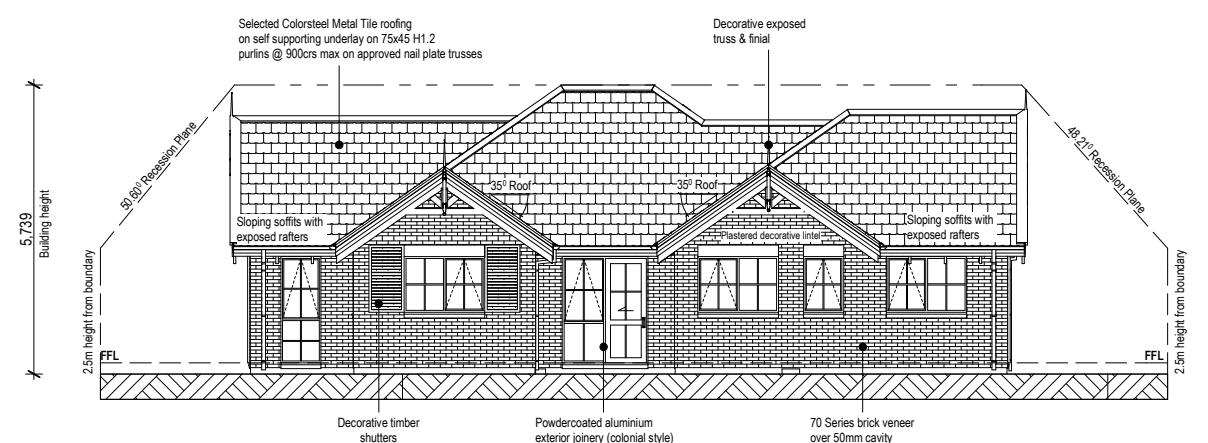 Selected Colorsteel Metal Tile roofing
on self supporting underlay on 75x45 H1.2
purlins @ 900crs max on approved nail plate trusses
Decorative exposed
truss & finial
5,739
Building height
50.60⁰ Recession Plane
48.21⁰ Recession Plane
35⁰ Roof
35⁰ Roof
Sloping soffits with
exposed rafters
Plastered decorative lintel
Sloping soffits with
exposed rafters
2.5m height from boundary
2.5m height from boundary
FFL
FFL
Decorative timber
shutters
Powdercoated aluminium
exterior joinery (colonial style)
70 Series brick veneer
over 50mm cavity